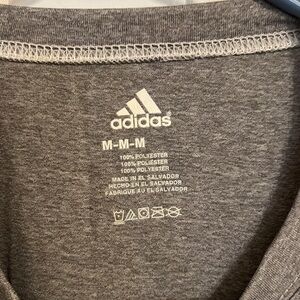 adidas
M-M-M
100% POLYESTER
100% POLIESTER
100% POLYESTER
MADE IN EL SALVADOR
HECHO EN EL SALVADOR
FABRIQUÉ AU EL SALVADOR